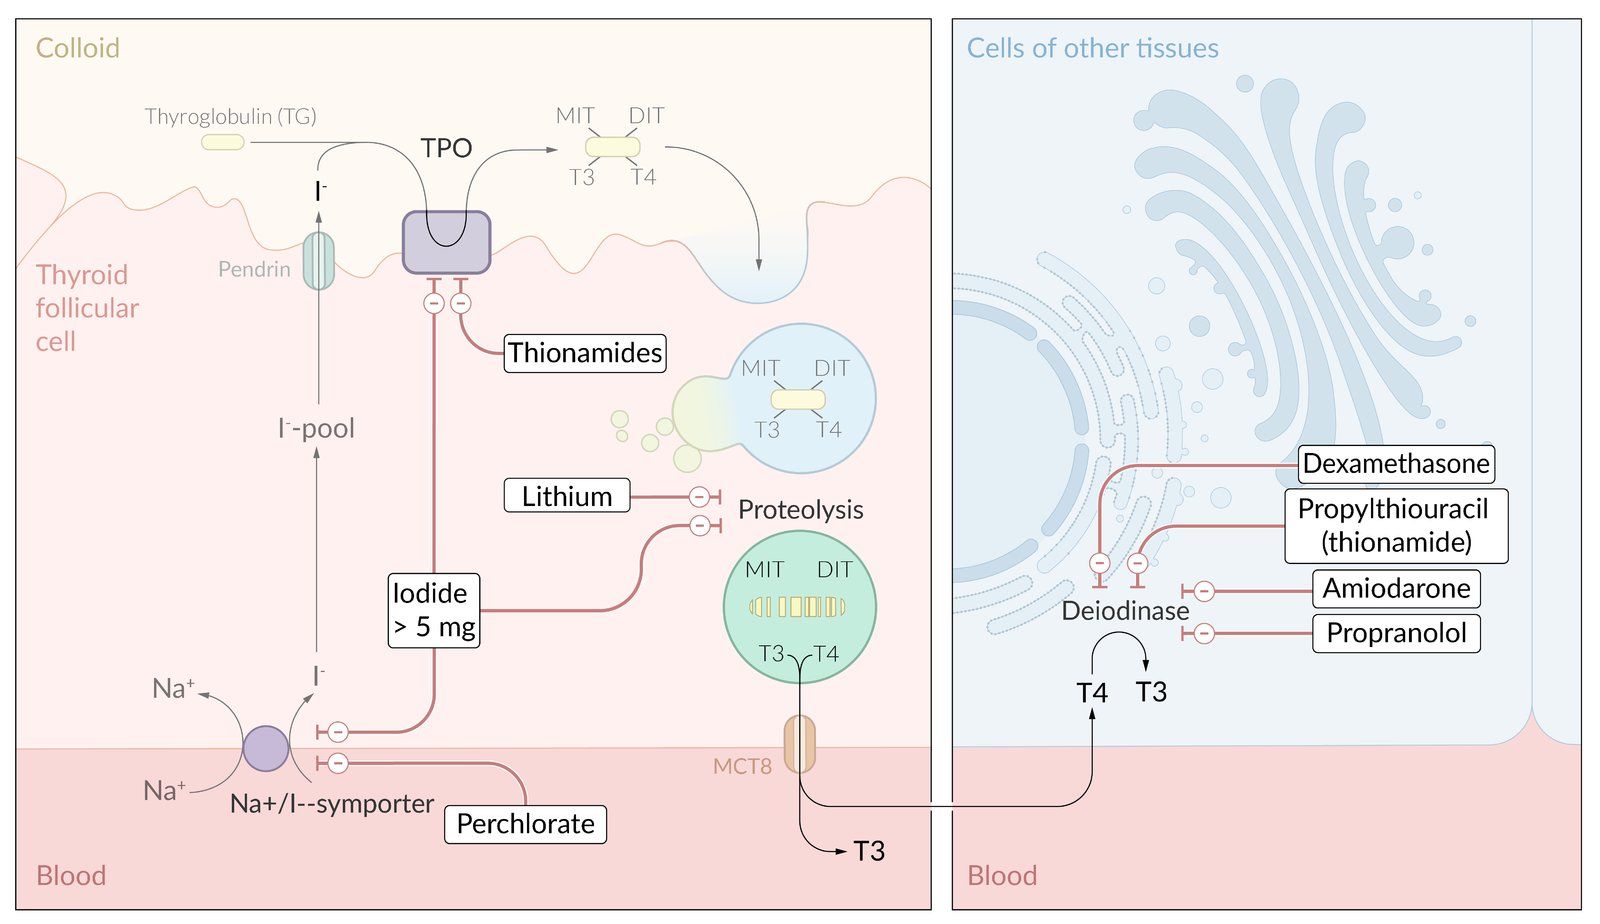 Colloid
Thyroglobulin (TG)
TPO
MIT DIT
T3 T4
I-
Pendrin
Thyroid
follicular
cell
Thionamides
MIT DIT
T3 T4
I--pool
Lithium
Proteolysis
MIT DIT
Iodide
> 5 mg
T3 T4
I-
Na+
MCT8
Na+
Na+/I--symporter
Perchlorate
T3
Blood
Cells of other tissues
Dexamethasone
Propylthiouracil
(thionamide)
Amiodarone
Deiodinase
Propranolol
T4 T3
Blood